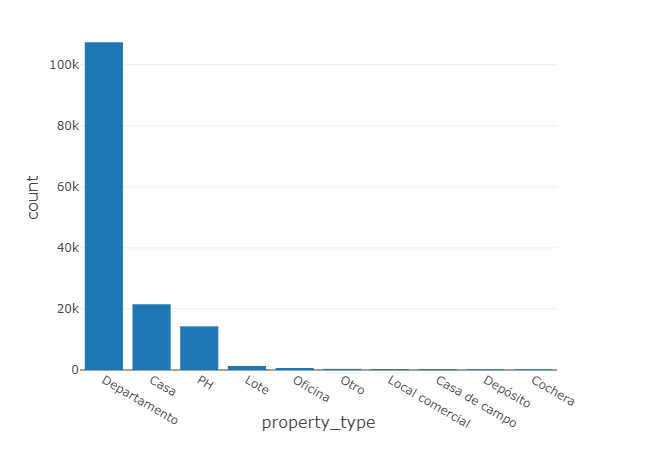 100k
80k
60k
40k
20k
0
count
Departamento
Casa
PH
Lote
Oficina
Otro
Local comercial
Casa de campo
Depósito
Cochera
property_type